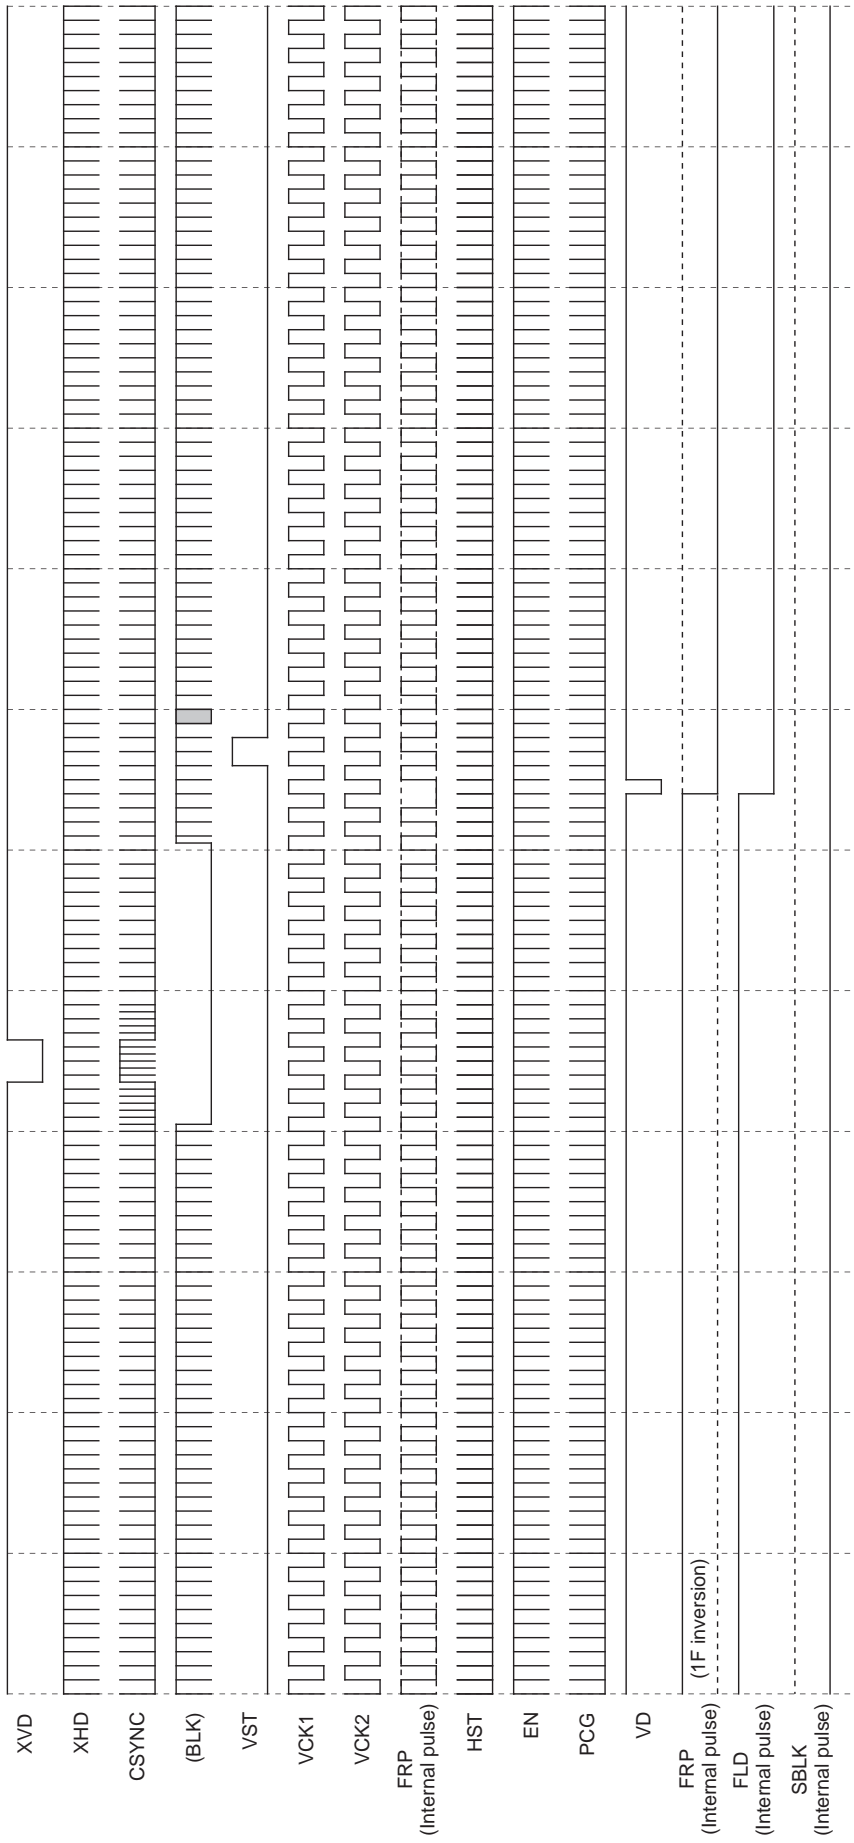 XVD
XHD
CSYNC
(BLK)
VST
VCK1
VCK2
FRP
(Internal pulse)
HST
EN
PCG
VD
(1F inversion)
FRP
(Internal pulse)
FLD
(Internal pulse)
SBLK
(Internal pulse)